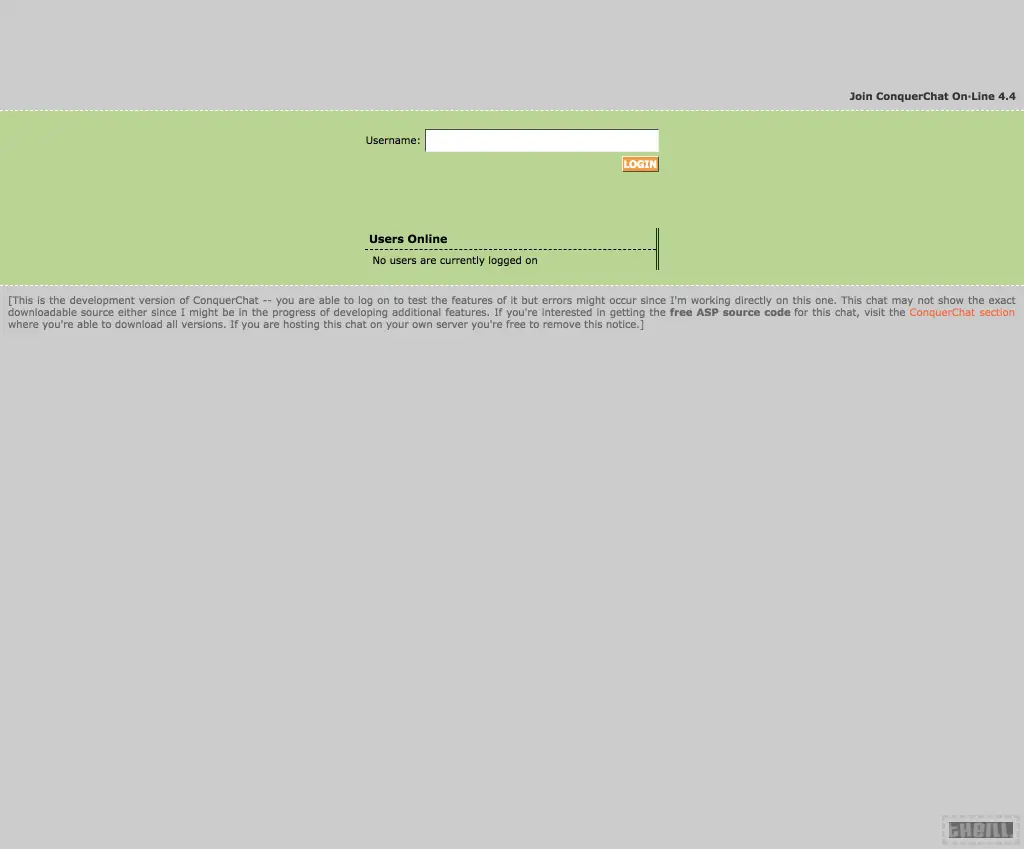 Join ConquerChat On-Line 4.4
Username:
LOGIN
Users Online
No users are currently logged on
[This is the development version of ConquerChat -- you are able to log on to test the features of it but errors might occur since I'm working directly on this one. This chat may not show the exact
downloadable source either since I might be in the progress of developing additional features. If you're interested in getting the free ASP source code for this chat, visit the ConquerChat section
where you're able to download all versions. If you are hosting this chat on your own server you're free to remove this notice.]